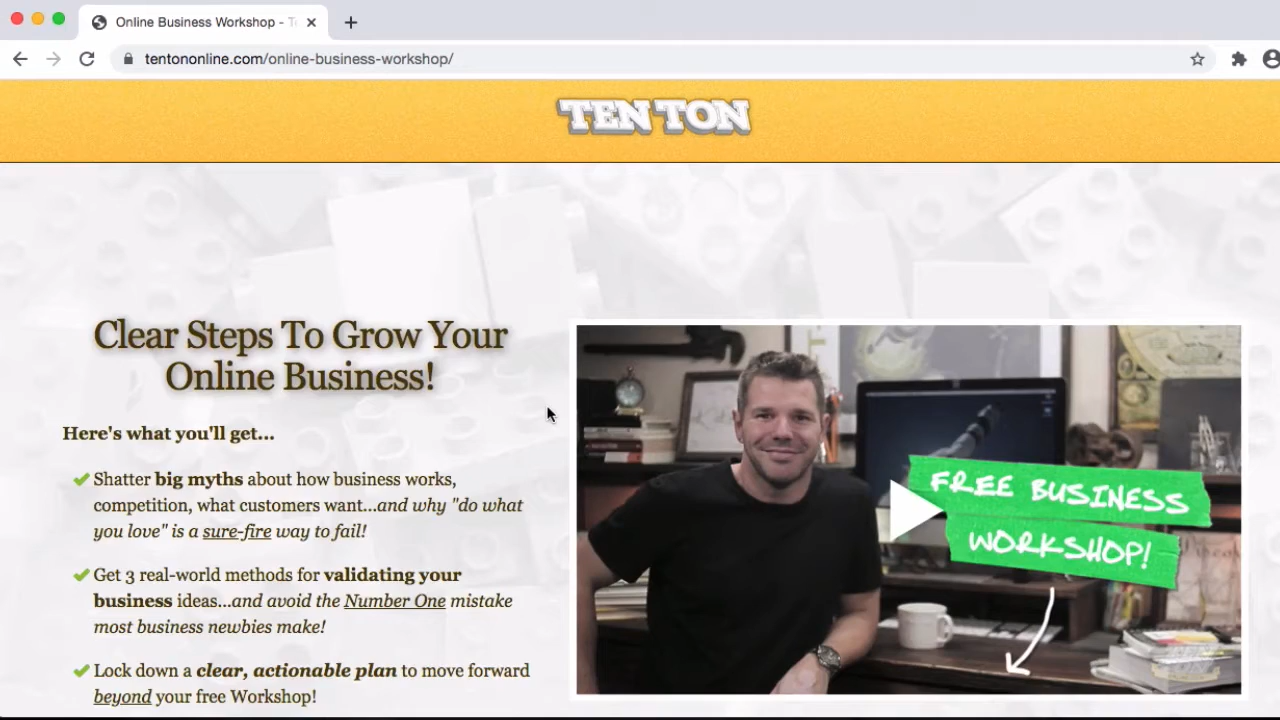 Online Business Workshop - T
tentononline.com/online-business-workshop/
TEN TON
Clear Steps To Grow Your
Online Business!
Here's what you'll get...
Shatter big myths about how business works,
competition, what customers want...and why "do what
you love" is a sure-fire way to fail!
Get 3 real-world methods for validating your
business ideas...and avoid the Number One mistake
most business newbies make!
Lock down a clear, actionable plan to move forward
beyond your free Workshop!
FREE BUSINESS
WORKSHOP!